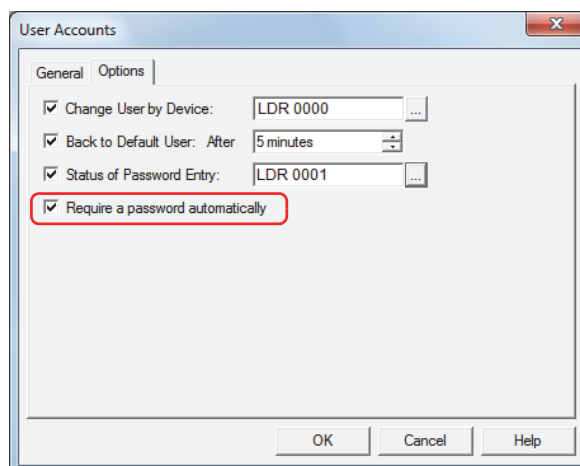 User Accounts
General Options
Change User by Device: LDR 0000 ...
Back to Default User: After 5 minutes
Status of Password Entry: LDR 0001 ...
Require a password automatically
OK Cancel Help